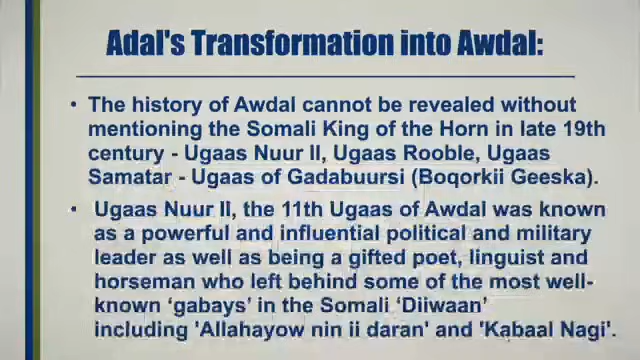 Adal's Transformation into Awdal:
• The history of Awdal cannot be revealed without
mentioning the Somali King of the Horn in late 19th
century - Ugaas Nuur II, Ugaas Rooble, Ugaas
Samatar - Ugaas of Gadabuursi (Boqorkii Geeska).
• Ugaas Nuur II, the 11th Ugaas of Awdal was known
as a powerful and influential political and military
leader as well as being a gifted poet, linguist and
horseman who left behind some of the most well-
known ‘gabays’ in the Somali ‘Diiwaan’
including 'Allahayow nin ii daran' and 'Kabaal Nagi'.